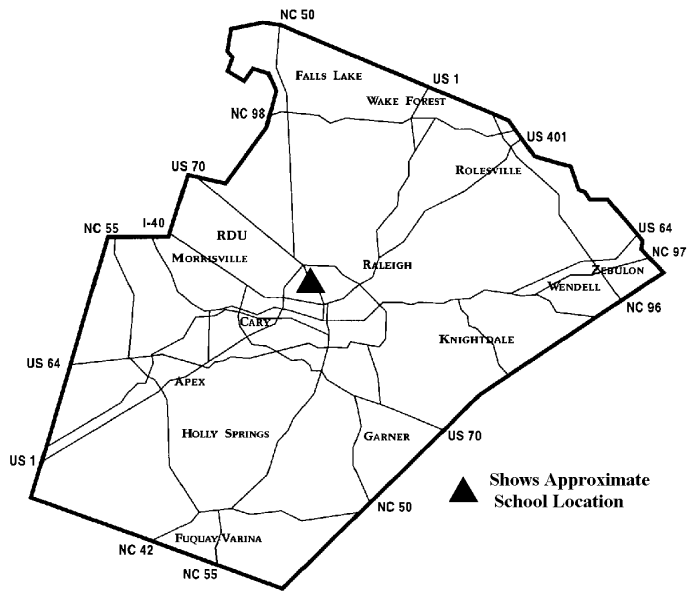 NC 50
FALLS LAKE
US 1
WAKE FOREST
NC 98
US 401
US 70
ROLESVILLE
NC 55
I-40
RDU
US 64
MORRISVILLE
RALEIGH
NC 97
ZEBULON
WENDELL
NC 96
CARY
KNIGHTDALE
US 64
APEX
HOLLY SPRINGS
GARNER
US 70
US 1
Shows Approximate
School Location
NC 50
FUQUAY VARINA
NC 42
NC 55